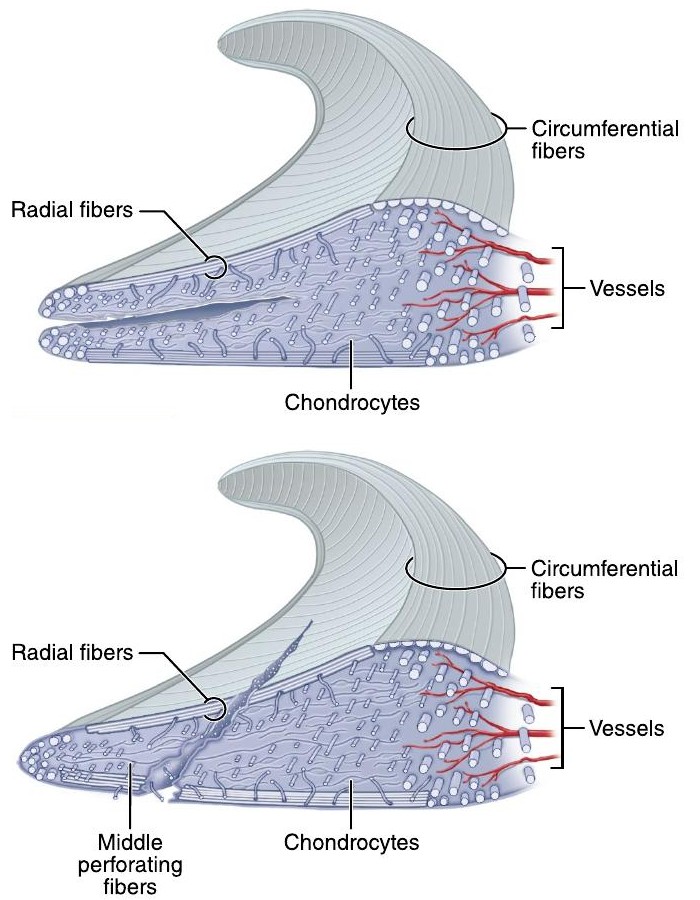 Circumferential
fibers
Radial fibers
Vessels
Chondrocytes
Circumferential
fibers
Radial fibers
Vessels
Middle
perforating
fibers
Chondrocytes